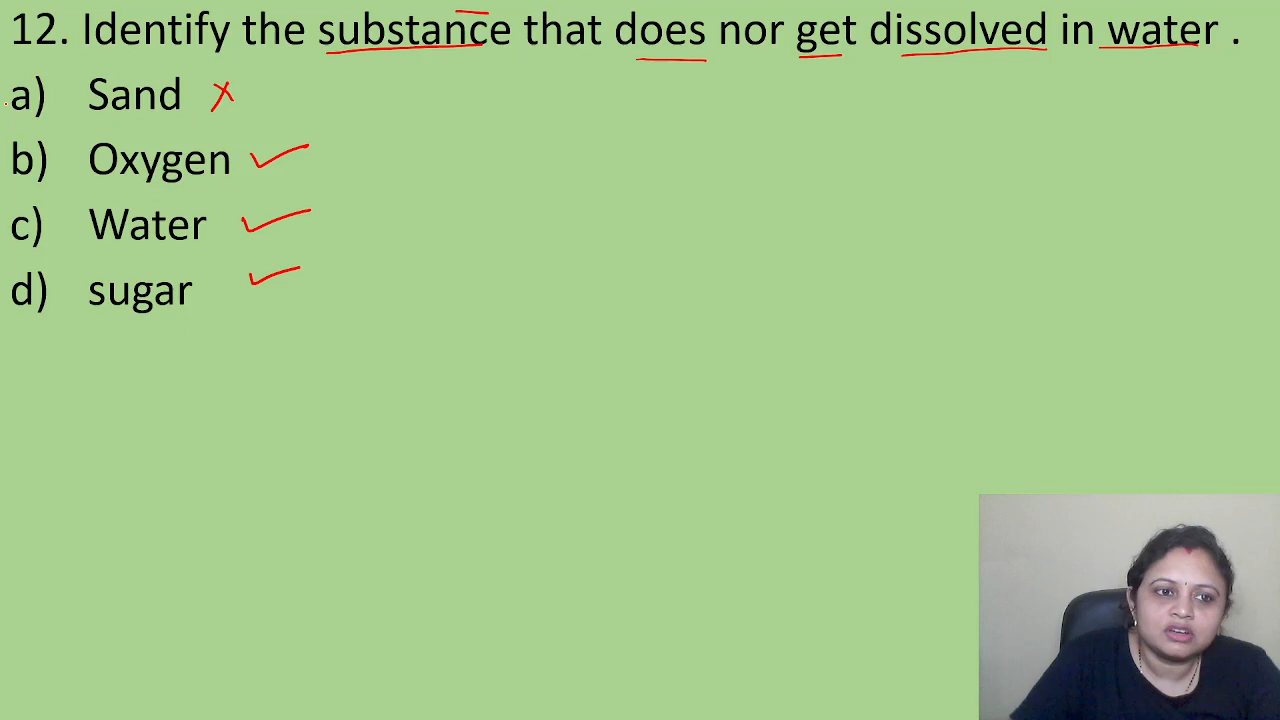 12. Identify the substance that does nor get dissolved in water .
a) Sand
b) Oxygen
c) Water
d) sugar